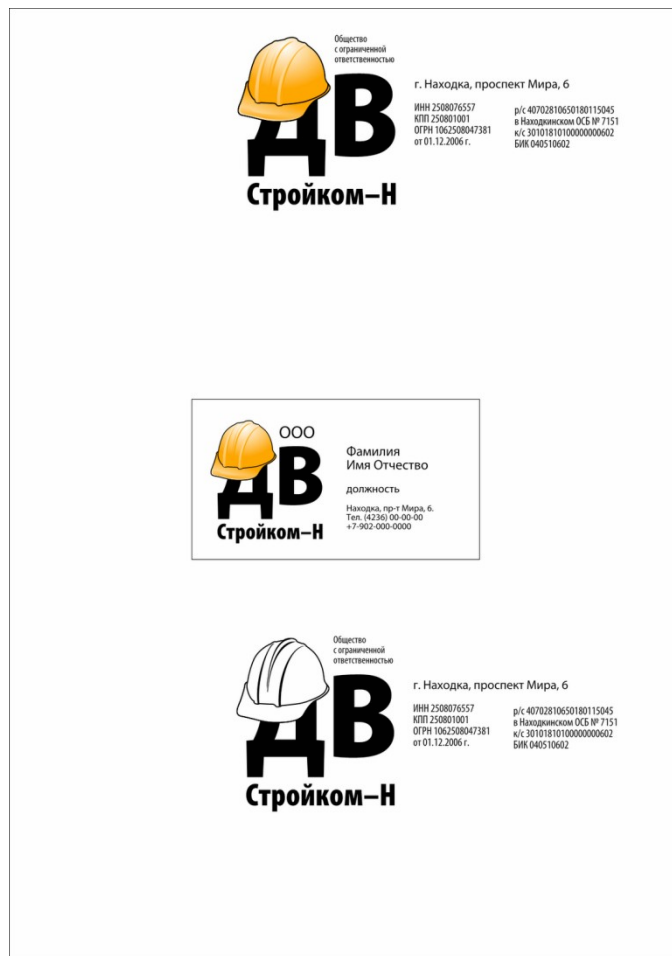 Общество
с ограниченной
ответственностью
ДВ
Стройком–Н
г. Находка, проспект Мира, 6
ИНН 2508076557
КПП 250801001
ОГРН 1062508047381
от 01.12.2006 г.
р/с 40702810650180115045
в Находкинском ОСБ № 7151
к/с 30101810100000000602
БИК 040510602
ООО
ДВ
Стройком–Н
Фамилия
Имя Отчество
должность
Находка, пр-т Мира, 6.
Тел. (4236) 00-00-00
+7-902-000-0000
Общество
с ограниченной
ответственностью
ДВ
Стройком–Н
г. Находка, проспект Мира, 6
ИНН 2508076557
КПП 250801001
ОГРН 1062508047381
от 01.12.2006 г.
р/с 40702810650180115045
в Находкинском ОСБ № 7151
к/с 30101810100000000602
БИК 040510602